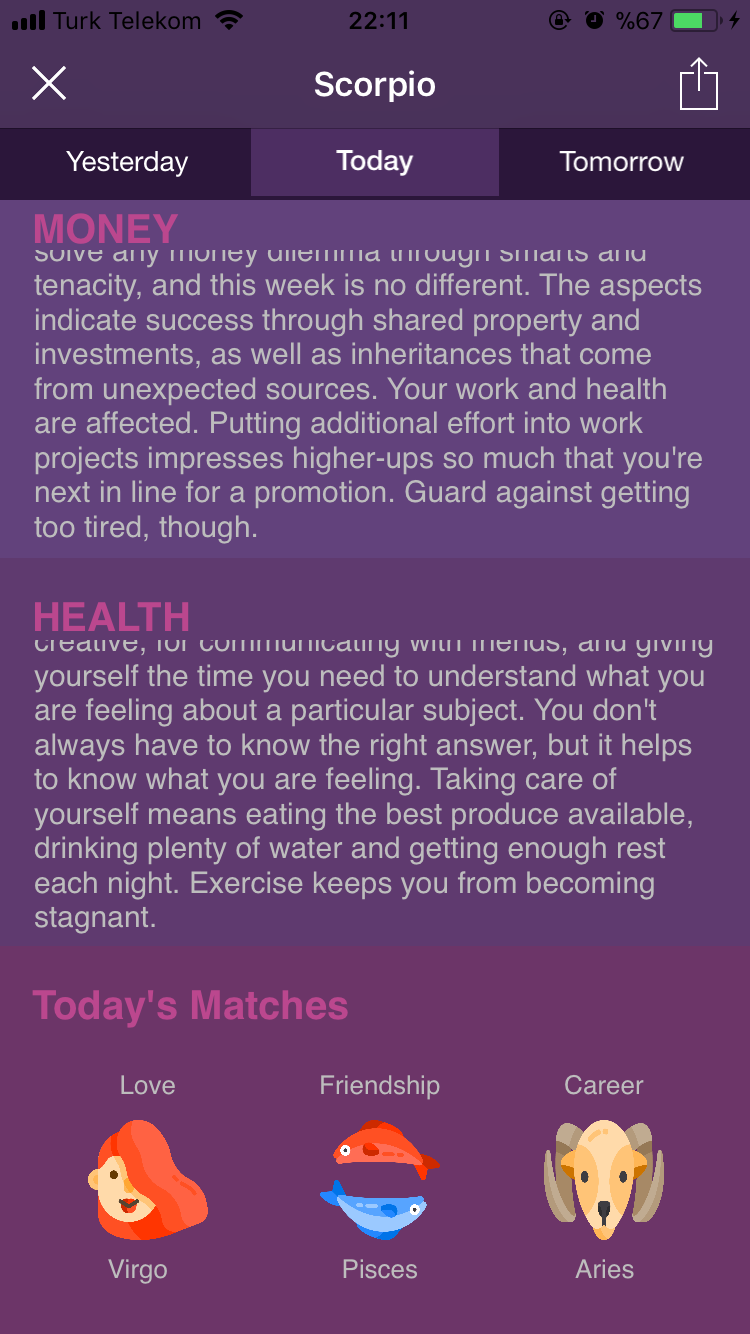 Turk Telekom
22:11
%67
Scorpio
Yesterday
Today
Tomorrow
MONEY
solve any money dilemma through smarts and
tenacity, and this week is no different. The aspects
indicate success through shared property and
investments, as well as inheritances that come
from unexpected sources. Your work and health
are affected. Putting additional effort into work
projects impresses higher-ups so much that you're
next in line for a promotion. Guard against getting
too tired, though.
HEALTH
creative, for communicating with friends, and giving
yourself the time you need to understand what you
are feeling about a particular subject. You don't
always have to know the right answer, but it helps
to know what you are feeling. Taking care of
yourself means eating the best produce available,
drinking plenty of water and getting enough rest
each night. Exercise keeps you from becoming
stagnant.
Today's Matches
Love
Friendship
Career
Virgo
Pisces
Aries